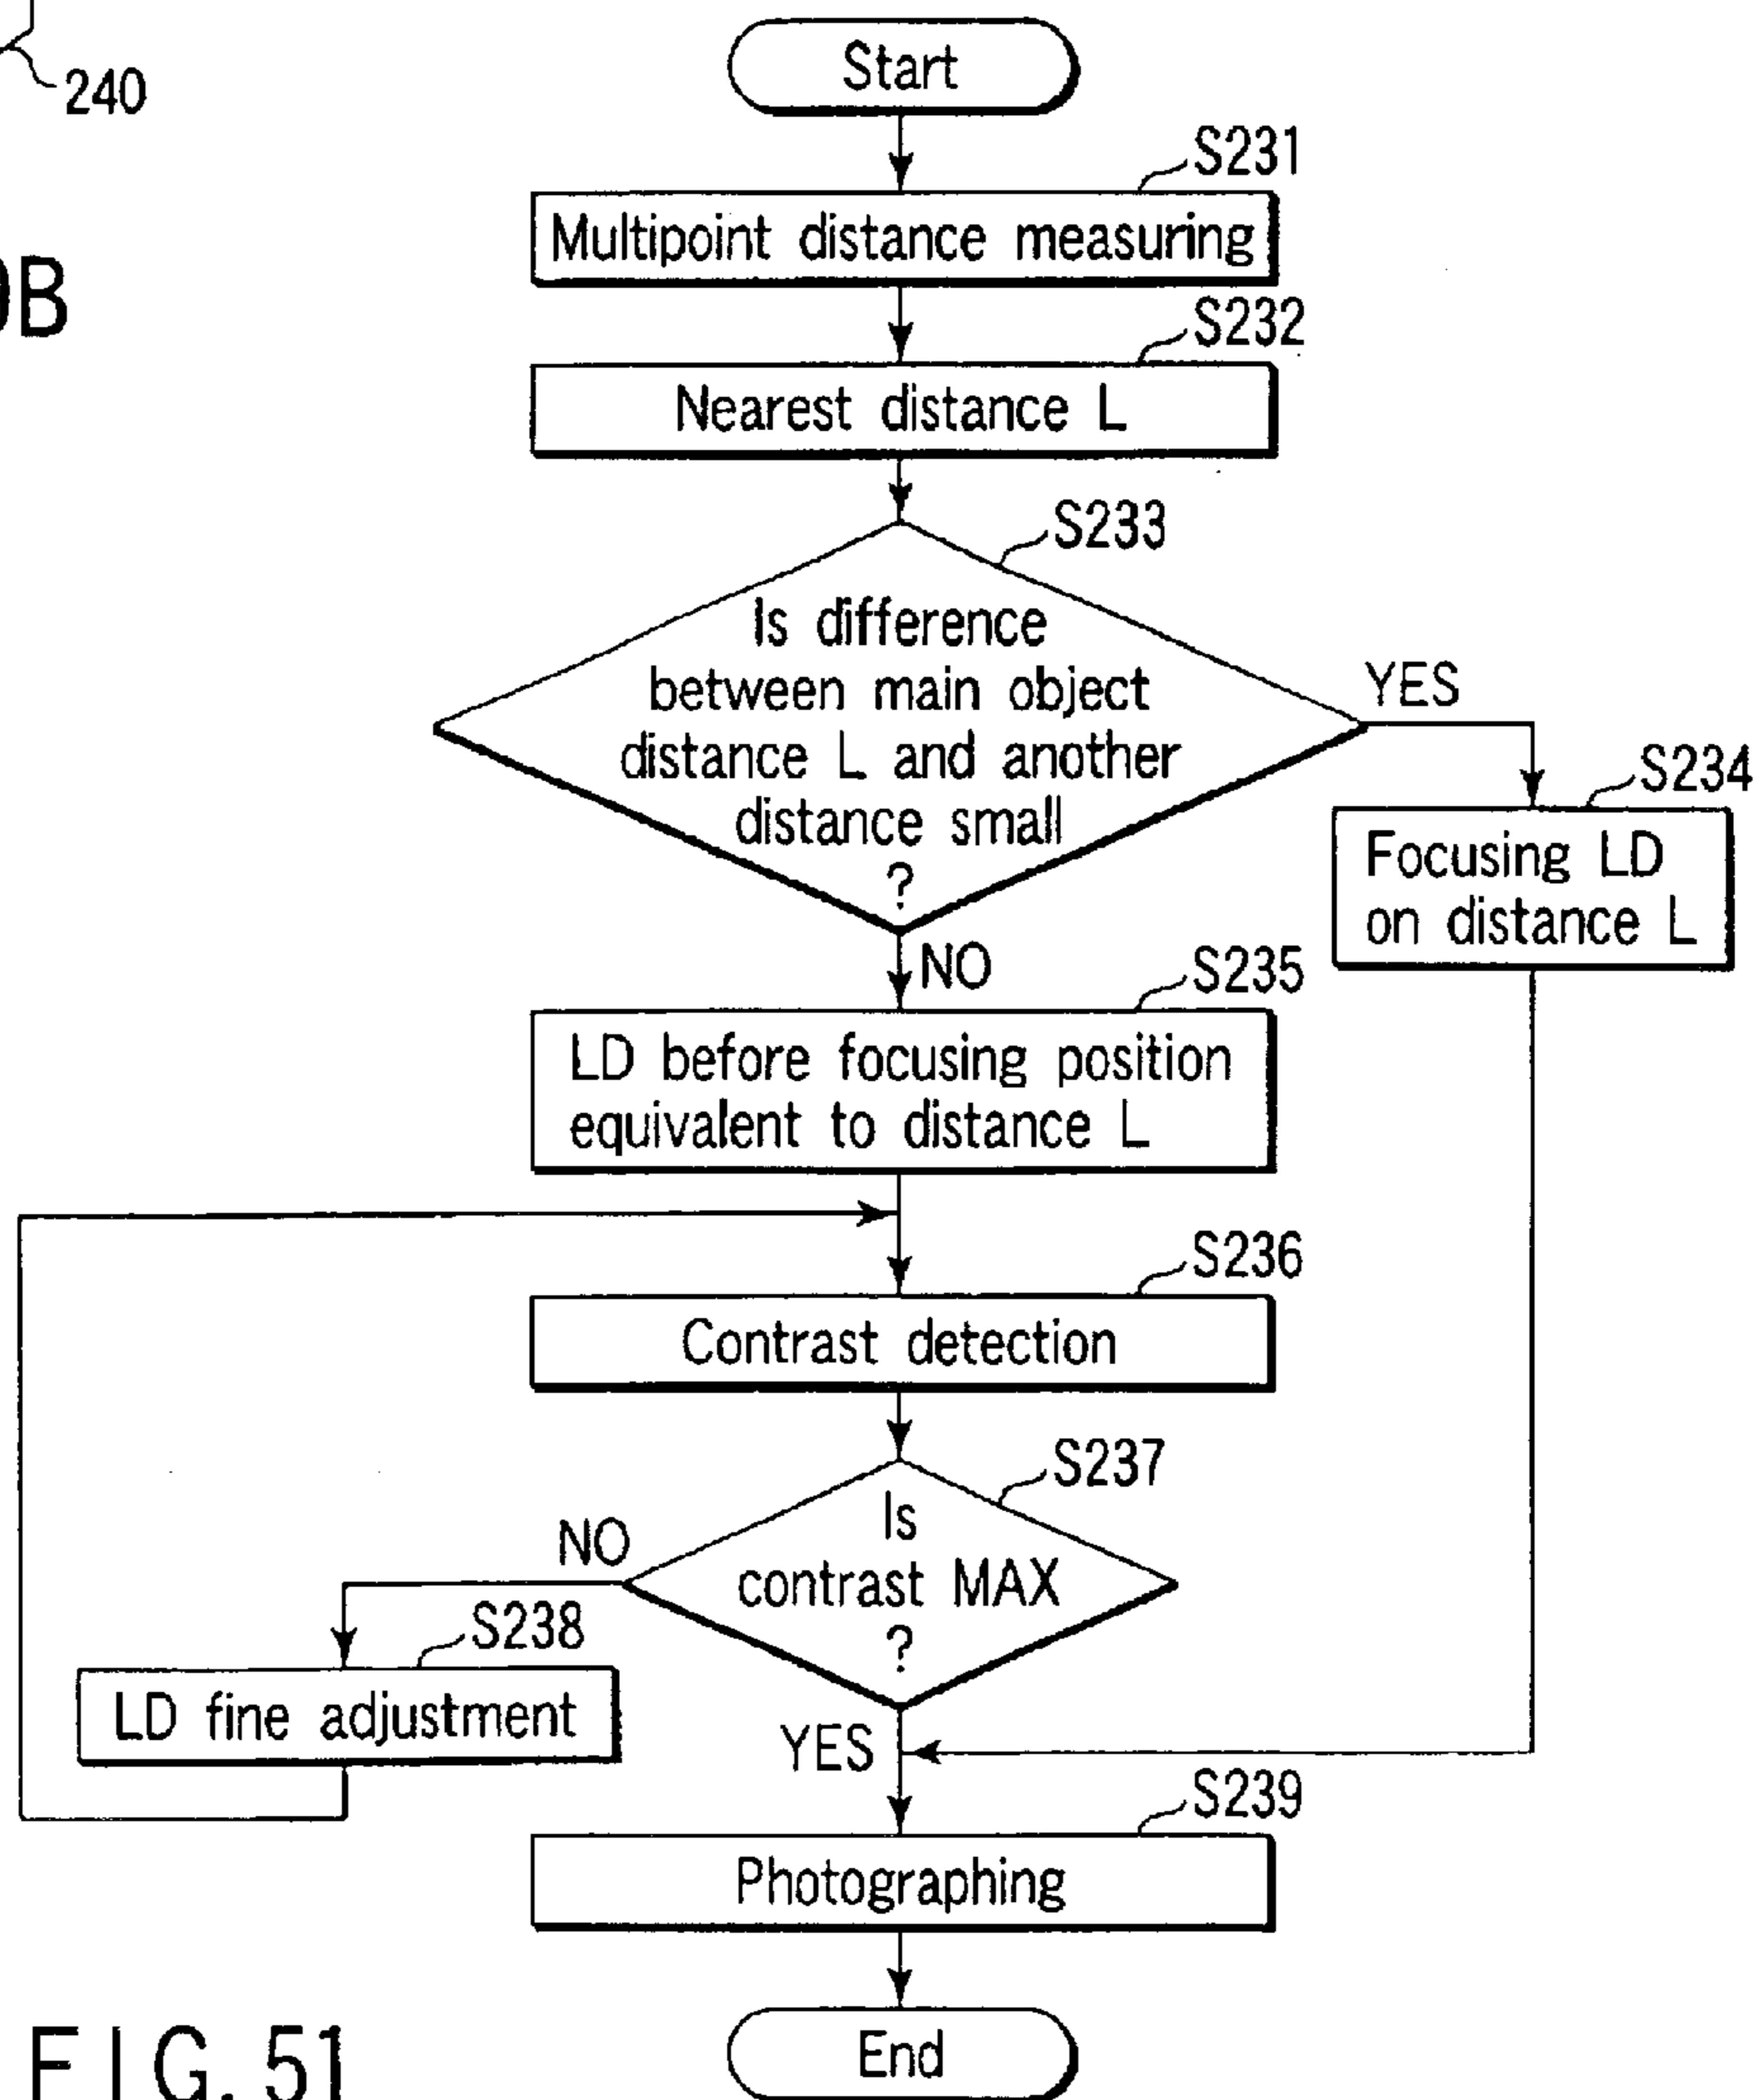 240
0B
Start
S231
Multipoint distance measuring
S232
Nearest distance L
S233
Is difference
between main object
distance L and another
distance small
?
YES
S234
Focusing LD
on distance L
NO
S235
LD before focusing position
equivalent to distance L
S236
Contrast detection
S237
Is
contrast MAX
?
NO
S238
LD fine adjustment
YES
S239
Photographing
End
FIG. 51